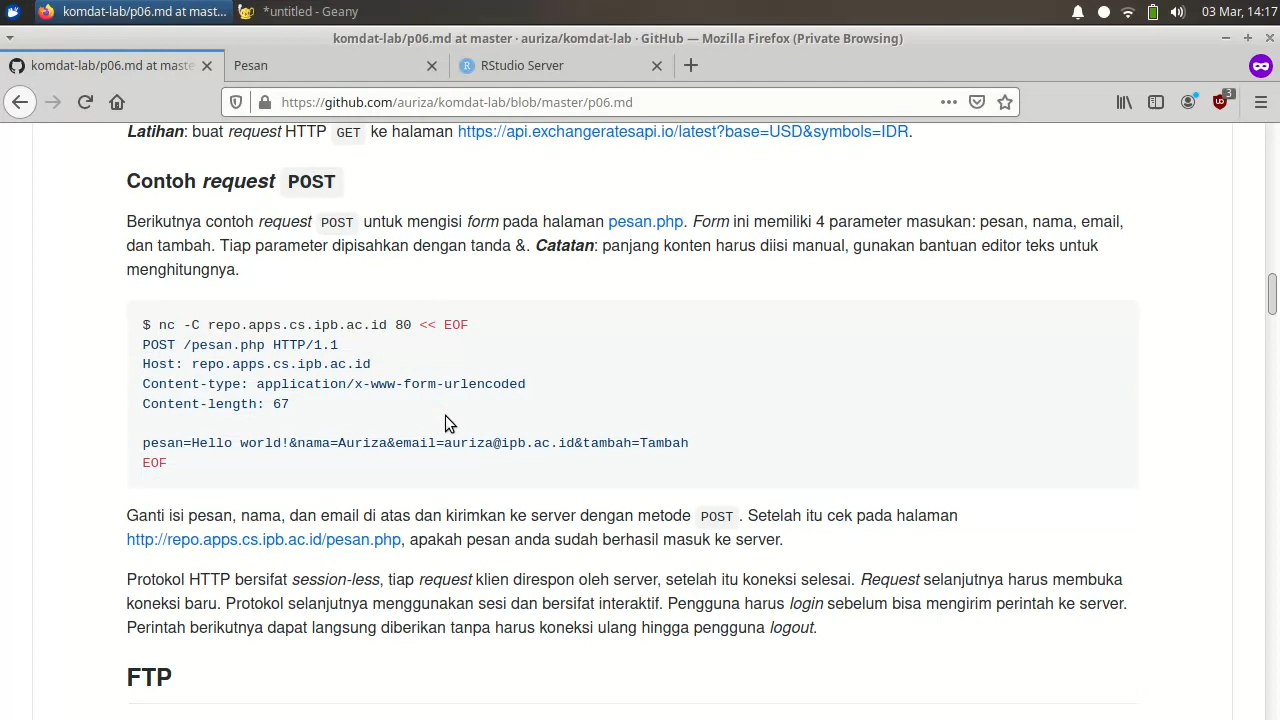 komdat-lab/p06.md at mast...
*untitled - Geany
03 Mar, 14:17
komdat-lab/p06.md at master · auriza/komdat-lab · GitHub — Mozilla Firefox (Private Browsing)
komdat-lab/p06.md at maste
Pesan
R RStudio Server
https://github.com/auriza/komdat-lab/blob/master/p06.md
3
Latihan: buat request HTTP GET ke halaman https://api.exchangeratesapi.io/latest?base=USD&symbols=IDR.
Contoh request POST
Berikutnya contoh request POST untuk mengisi form pada halaman pesan.php. Form ini memiliki 4 parameter masukan: pesan, nama, email,
dan tambah. Tiap parameter dipisahkan dengan tanda &. Catatan: panjang konten harus diisi manual, gunakan bantuan editor teks untuk
menghitungnya.
$ nc -C repo.apps.cs.ipb.ac.id 80 << EOF
POST /pesan.php HTTP/1.1
Host: repo.apps.cs.ipb.ac.id
Content-type: application/x-www-form-urlencoded
Content-length: 67
pesan=Hello world!&nama=Auriza&email=auriza@ipb.ac.id&tambah=Tambah
EOF
Ganti isi pesan, nama, dan email di atas dan kirimkan ke server dengan metode POST. Setelah itu cek pada halaman
http://repo.apps.cs.ipb.ac.id/pesan.php, apakah pesan anda sudah berhasil masuk ke server.
Protokol HTTP bersifat session-less, tiap request klien direspon oleh server, setelah itu koneksi selesai. Request selanjutnya harus membuka
koneksi baru. Protokol selanjutnya menggunakan sesi dan bersifat interaktif. Pengguna harus login sebelum bisa mengirim perintah ke server.
Perintah berikutnya dapat langsung diberikan tanpa harus koneksi ulang hingga pengguna logout.
FTP